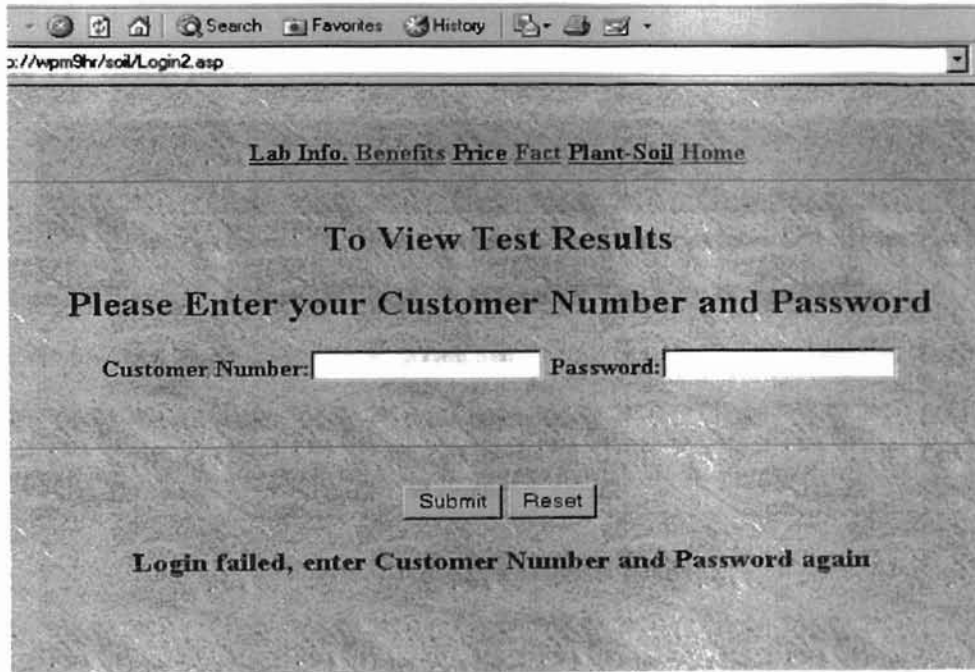 Search Favorites History
p://wpm9hr/soil/Login2.asp
Lab Info. Benefits Price Fact Plant-Soil Home
To View Test Results
Please Enter your Customer Number and Password
Customer Number: Password:
Submit Reset
Login failed, enter Customer Number and Password again